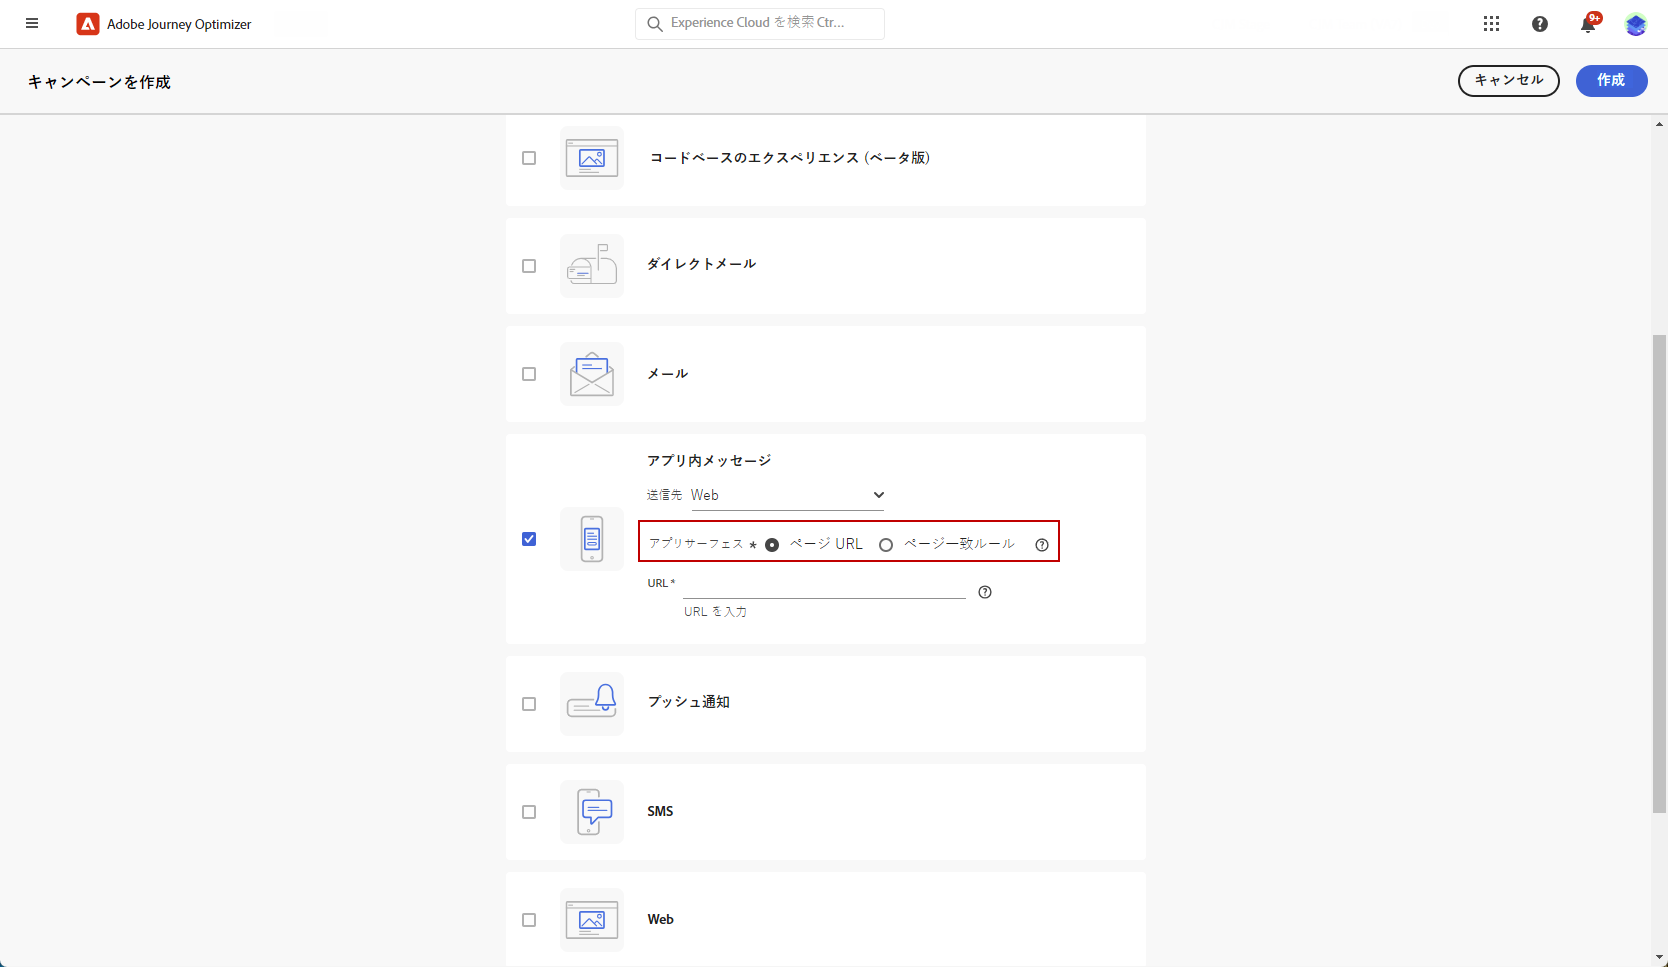 Adobe Journey Optimizer
Experience Cloud を検索 Ctr...
9+
キャンペーンを作成
キャンセル
作成
コードベースのエクスペリエンス (ベータ版)
ダイレクトメール
メール
アプリ内メッセージ
送信先 Web
アプリサーフェス * ページ URL ページ一致ルール
URL *
URL を入力
プッシュ通知
SMS
Web